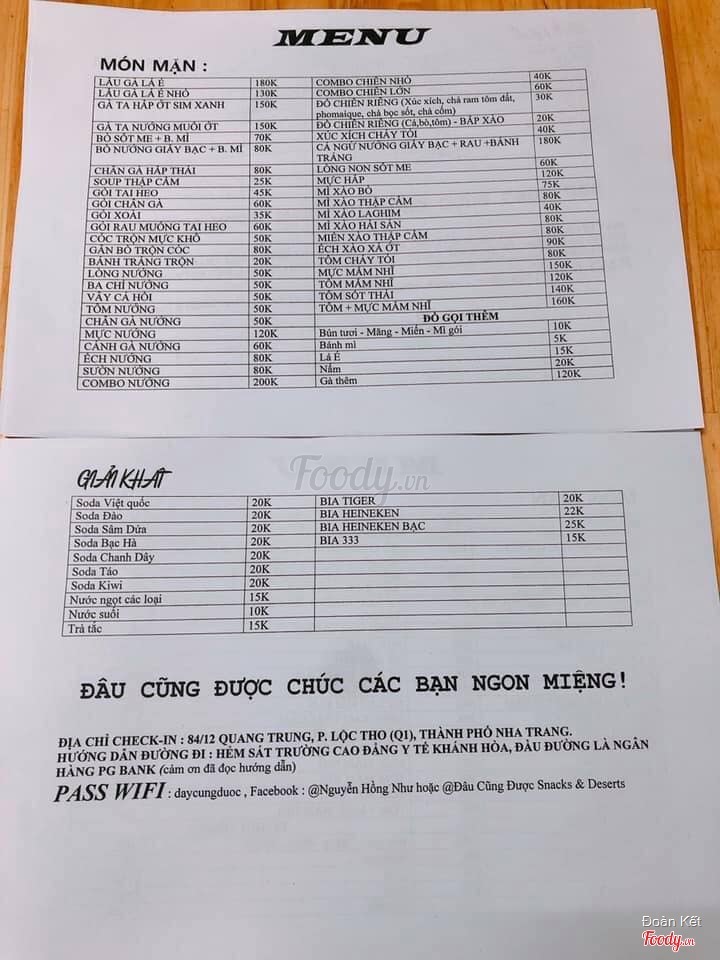 MENU
MÓN MẶN :
LẨU GÀ LÁ É 180K COMBO CHIÊN NHỎ 40K
LẨU GÀ LÁ É NHỎ 130K COMBO CHIÊN LỚN 60K
GÀ TA HẤP ỚT SIM XANH 150K ĐỒ CHIÊN RIÊNG (Xúc xích, chả ram tôm đất, phomaique, chả bọc sốt, chả cốm) 30K
GÀ TA NƯỚNG MUỐI ỚT 150K ĐỒ CHIÊN RIÊNG (Cá,bò,tôm) - BẮP XÀO 20K
BÒ SỐT ME + B. MÌ 70K XÚC XÍCH CHÁY TỎI 40K
BÒ NƯỚNG GIẤY BẠC + B. MÌ 80K CÁ NGỪ NƯỚNG GIẤY BẠC + RAU +BÁNH TRÁNG 180K
CHÂN GÀ HẤP THÁI 80K LÒNG NON SỐT ME 60K
SOUP THẬP CẨM 25K MỰC HẤP 120K
GỎI TAI HEO 45K MÌ XÀO BÒ 75K
GỎI CHÂN GÀ 60K MÌ XÀO THẬP CẨM 80K
GỎI XOÀI 35K MÌ XÀO LAGHIM 40K
GỎI RAU MUỐNG TAI HEO 60K MÌ XÀO HẢI SẢN 80K
CÓC TRỘN MỰC KHÔ 50K MIẾN XÀO THẬP CẨM 80K
GÂN BÒ TRỘN CÓC 80K ẾCH XÀO XẢ ỚT 90K
BÁNH TRÁNG TRỘN 20K TÔM CHÁY TỎI 80K
LÒNG NƯỚNG 50K MỰC MẮM NHĨ 150K
BA CHỈ NƯỚNG 50K TÔM MẮM NHĨ 120K
VÂY CÁ HỒI 50K TÔM SỐT THÁI 140K
TÔM NƯỚNG 50K TÔM + MỰC MẮM NHĨ 160K
CHÂN GÀ NƯỚNG 50K ĐỒ GỌI THÊM
MỰC NƯỚNG 120K Bún tươi - Măng - Miến - Mì gói 10K
CÁNH GÀ NƯỚNG 60K Bánh mì 5K
ẾCH NƯỚNG 80K Lá É 15K
SƯỜN NƯỚNG 80K Nấm 20K
COMBO NƯỚNG 200K Gà thêm 120K
GIẢI KHÁT
Soda Việt quốc 20K BIA TIGER 20K
Soda Đào 20K BIA HEINEKEN 22K
Soda Sâm Dứa 20K BIA HEINEKEN BẠC 25K
Soda Bạc Hà 20K BIA 333 15K
Soda Chanh Dây 20K
Soda Táo 20K
Soda Kiwi 20K
Nước ngọt các loại 15K
Nước suối 10K
Trà tắc 15K
Foody.vn
ĐÂU CŨNG ĐƯỢC CHÚC CÁC BẠN NGON MIỆNG!
ĐỊA CHỈ CHECK-IN : 84/12 QUANG TRUNG, P. LỘC THỌ (Q1), THÀNH PHỐ NHA TRANG.
HƯỚNG DẪN ĐƯỜNG ĐI : HẺM SÁT TRƯỜNG CAO ĐẲNG Y TẾ KHÁNH HÒA, ĐẦU ĐƯỜNG LÀ NGÂN
HÀNG PG BANK (cảm ơn đã đọc hướng dẫn)
PASS WIFI : daycungduoc , Facebook : @Nguyễn Hồng Như hoặc @Đâu Cũng Được Snacks & Deserts
Đoàn Kết
Foody.vn